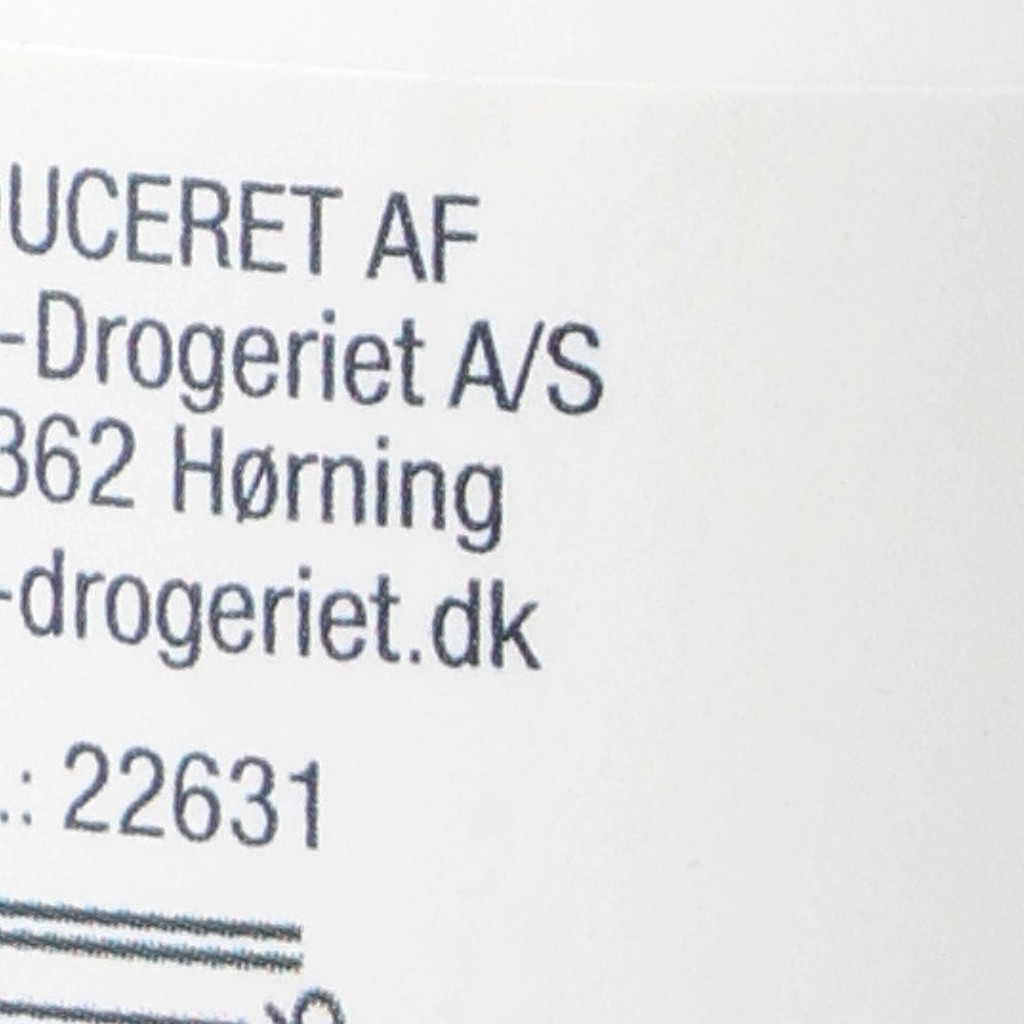 UCERET AF
-Drogeriet A/S
362 Hørning
-drogeriet.dk
.: 22631